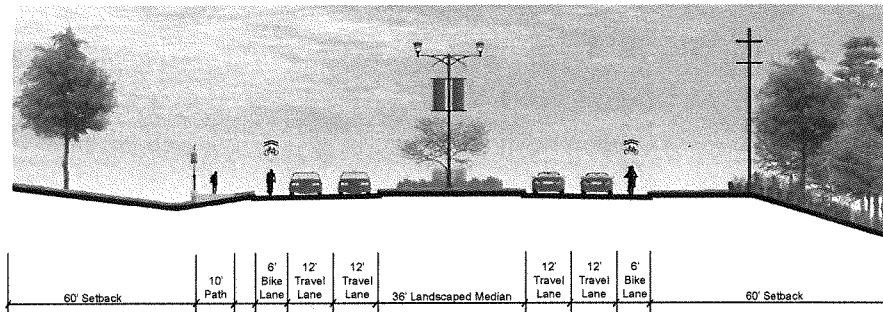 60' Setback
10'
Path
6'
Bike
Lane
12'
Travel
Lane
12'
Travel
Lane
36' Landscaped Median
12'
Travel
Lane
12'
Travel
Lane
6'
Bike
Lane
60' Setback